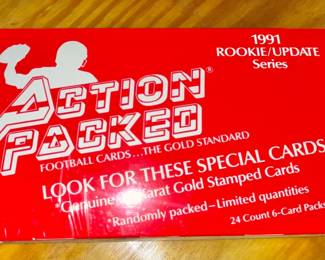 1991
ROOKIE/UPDATE
Series
ACTION
PACKED®
FOOTBALL CARDS...THE GOLD STANDARD
LOOK FOR THESE SPECIAL CARDS
*Genuine Karat Gold Stamped Cards
*Randomly packed–Limited quantities
24 Count 6-Card Packs